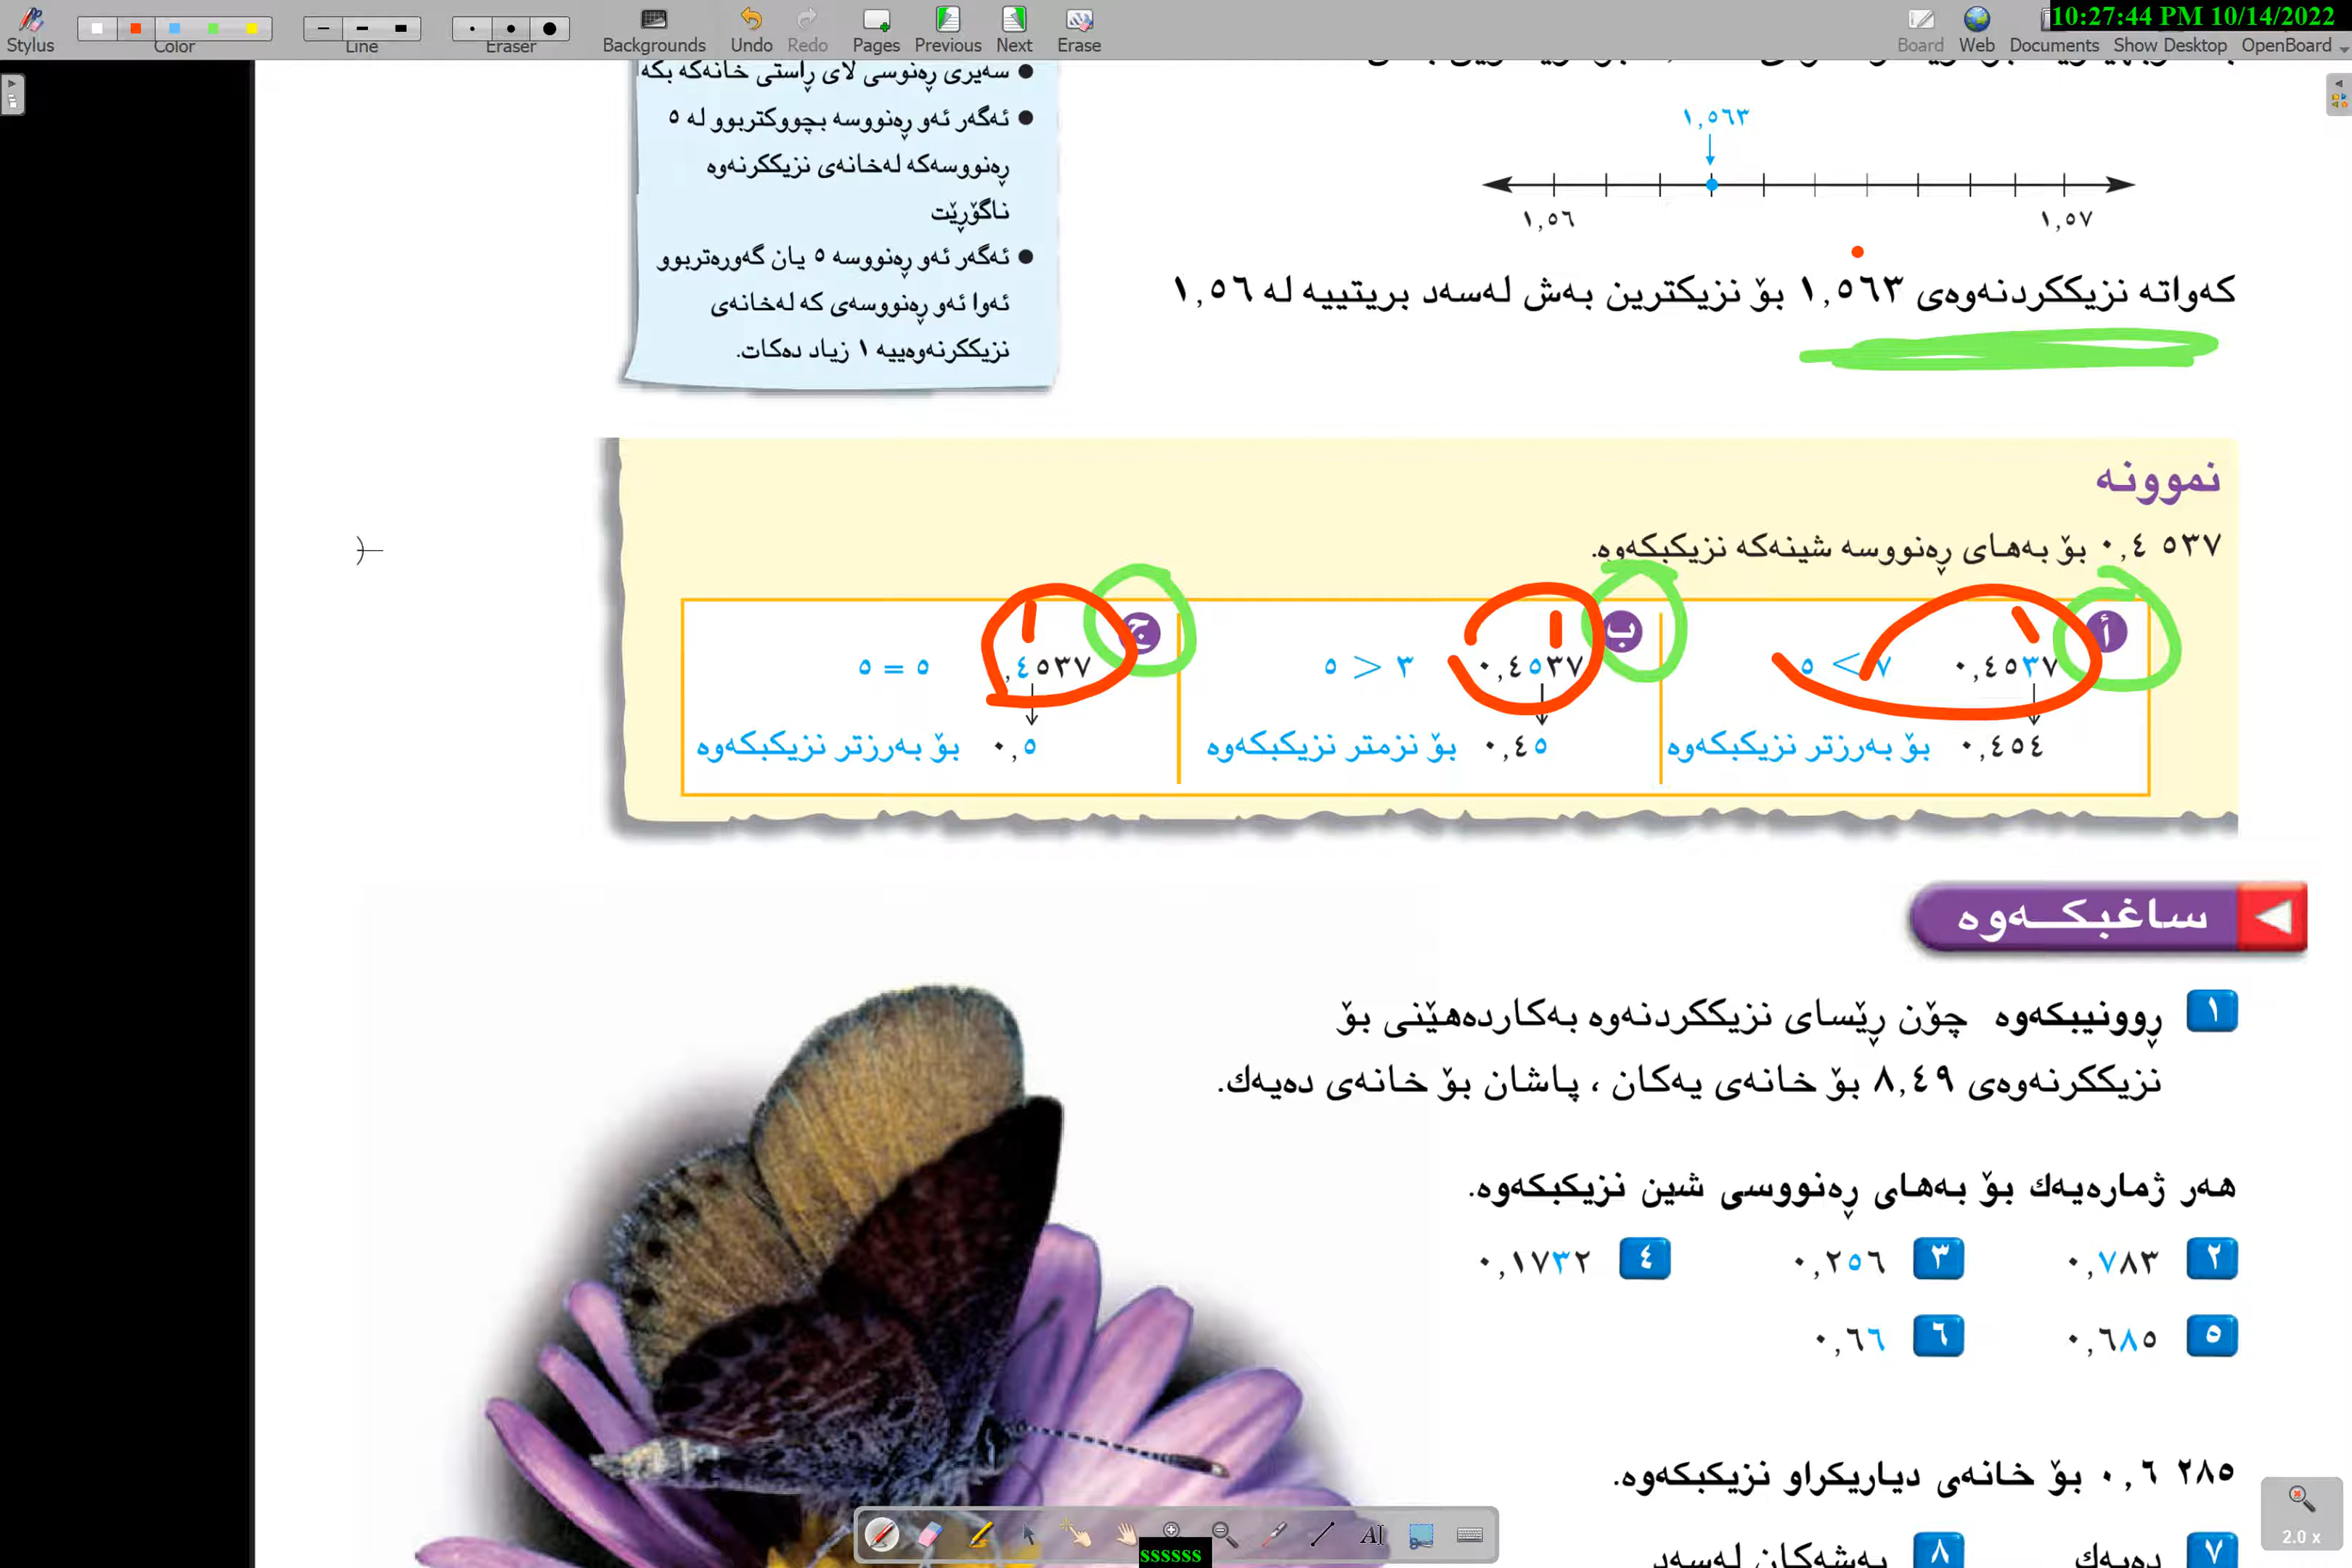 Stylus
Color
Line
Eraser
Backgrounds
Undo
Redo
Pages
Previous
Next
Erase
Board
Web
Documents
Show Desktop
OpenBoard
10:27:44 PM 10/14/2022
سەیری ڕەنوسی لای ڕاستی خانەکە بکە
ئەگەر ئەو ڕەنووسە بچووکتربوو لە ٥
ڕەنووسەکە لەخانەی نزیککرنەوە
ناگۆڕێت
ئەگەر ئەو ڕەنووسە ٥ یان گەورەتربوو
ئەوا ئەو ڕەنووسەی کە لەخانەی
نزیککرنەوەییە ١ زیاد دەکات.
١,٥٦٣
١,٥٦
١,٥٧
کەواتە نزیککردنەوەی ١,٥٦٣ بۆ نزیکترین بەش لەسەد بریتییە لە ١,٥٦
نموونە
٠,٤ ٥٣٧ بۆ بەهای ڕەنووسە شینەکە نزیکبکەوە.
أ
٠,٤٥٣٧
٥ < ٧
٠,٤٥٤ بۆ بەرزتر نزیکبکەوە
ب
٠,٤٥٣٧
٥ > ٣
٠,٤٥ بۆ نزمتر نزیکبکەوە
ج
,٤٥٣٧
٥ = ٥
٠,٥ بۆ بەرزتر نزیکبکەوە
ساغبکەوە
١ ڕوونیبکەوە چۆن ڕێسای نزیککردنەوە بەکاردەهێنی بۆ
نزیککرنەوەی ٨,٤٩ بۆ خانەی یەکان ، پاشان بۆ خانەی دەیەك.
هەر ژمارەیەك بۆ بەهای ڕەنووسی شین نزیکبکەوە.
٢ ٠,٧٨٣
٣ ٠,٢٥٦
٤ ٠,١٧٣٢
٥ ٠,٦٨٥
٦ ٠,٦٦
٠,٦ ٢٨٥ بۆ خانەی دیاریکراو نزیکبکەوە.
٧ دەیەك
٨ بەشەکان لەسەد
ssssss
2.0 x